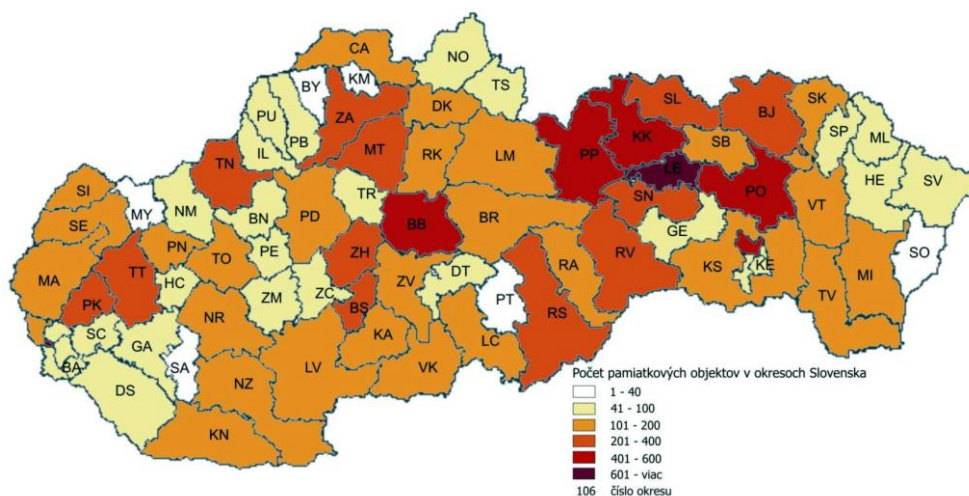 CA
NO
BY
KM
TS
PU
PB
ZA
DK
SL
BJ
SK
IL
MT
RK
LM
PP
KK
SB
SP
ML
TN
LE
HE
SV
SI
MY
NM
BN
PD
TR
BB
BR
SN
PO
VT
SE
PN
TO
PE
ZH
GE
SO
MA
TT
HC
ZM
ZC
BS
ZV
DT
RA
RV
KS
KE
MI
PK
NR
PT
RS
TV
SC
GA
KA
LC
BA
SA
DS
NZ
LV
VK
KN
Počet pamiatkových objektov v okresoch Slovenska
1 - 40
41 - 100
101 - 200
201 - 400
401 - 600
601 - viac
106 číslo okresu